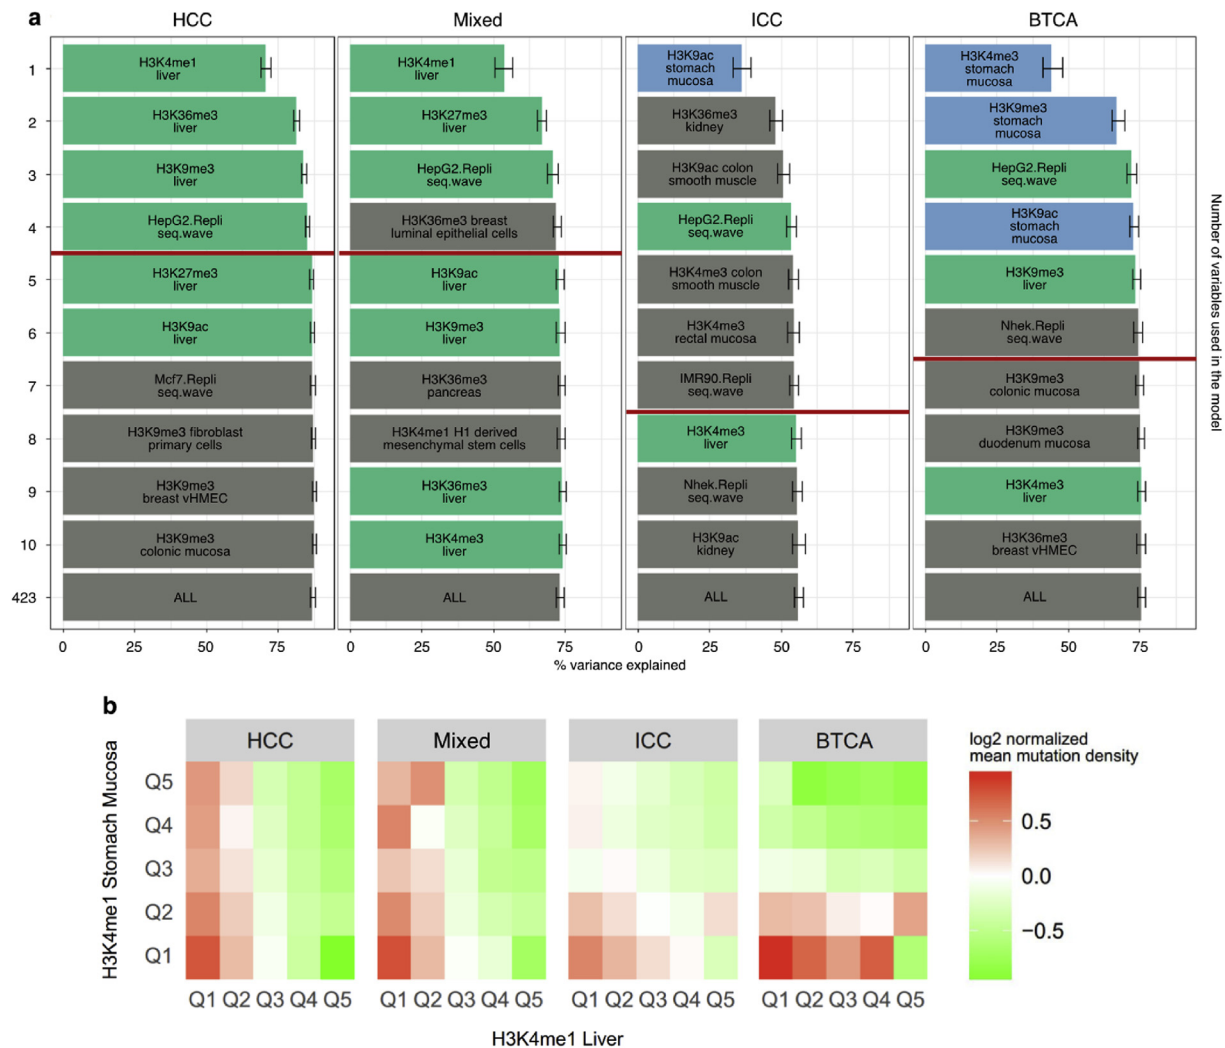 a
HCC
Mixed
ICC
BTCA
1
2
3
4
5
6
7
8
9
10
423
H3K4me1
liver
H3K36me3
liver
H3K9me3
liver
HepG2.Repli
seq.wave
H3K27me3
liver
H3K9ac
liver
Mcf7.Repli
seq.wave
H3K9me3 fibroblast
primary cells
H3K9me3
breast vHMEC
H3K9me3
colonic mucosa
ALL
H3K4me1
liver
H3K27me3
liver
HepG2.Repli
seq.wave
H3K36me3 breast
luminal epithelial cells
H3K9ac
liver
H3K9me3
liver
H3K36me3
pancreas
H3K4me1 H1 derived
mesenchymal stem cells
H3K36me3
liver
H3K4me3
liver
ALL
H3K9ac
stomach
mucosa
H3K36me3
kidney
H3K9ac colon
smooth muscle
HepG2.Repli
seq.wave
H3K4me3 colon
smooth muscle
H3K4me3
rectal mucosa
IMR90.Repli
seq.wave
H3K4me3
liver
Nhek.Repli
seq.wave
H3K9ac
kidney
ALL
H3K4me3
stomach
mucosa
H3K9me3
stomach
mucosa
HepG2.Repli
seq.wave
H3K9ac
stomach
mucosa
H3K9me3
liver
Nhek.Repli
seq.wave
H3K9me3
colonic mucosa
H3K9me3
duodenum mucosa
H3K4me3
liver
H3K36me3
breast vHMEC
ALL
Number of variables used in the model
0 25 50 75 0 25 50 75 0 25 50 75 0 25 50 75
% variance explained
b
HCC
Mixed
ICC
BTCA
H3K4me1 Stomach Mucosa
Q5
Q4
Q3
Q2
Q1
Q1 Q2 Q3 Q4 Q5 Q1 Q2 Q3 Q4 Q5 Q1 Q2 Q3 Q4 Q5 Q1 Q2 Q3 Q4 Q5
H3K4me1 Liver
log2 normalized
mean mutation density
0.5
0.0
−0.5